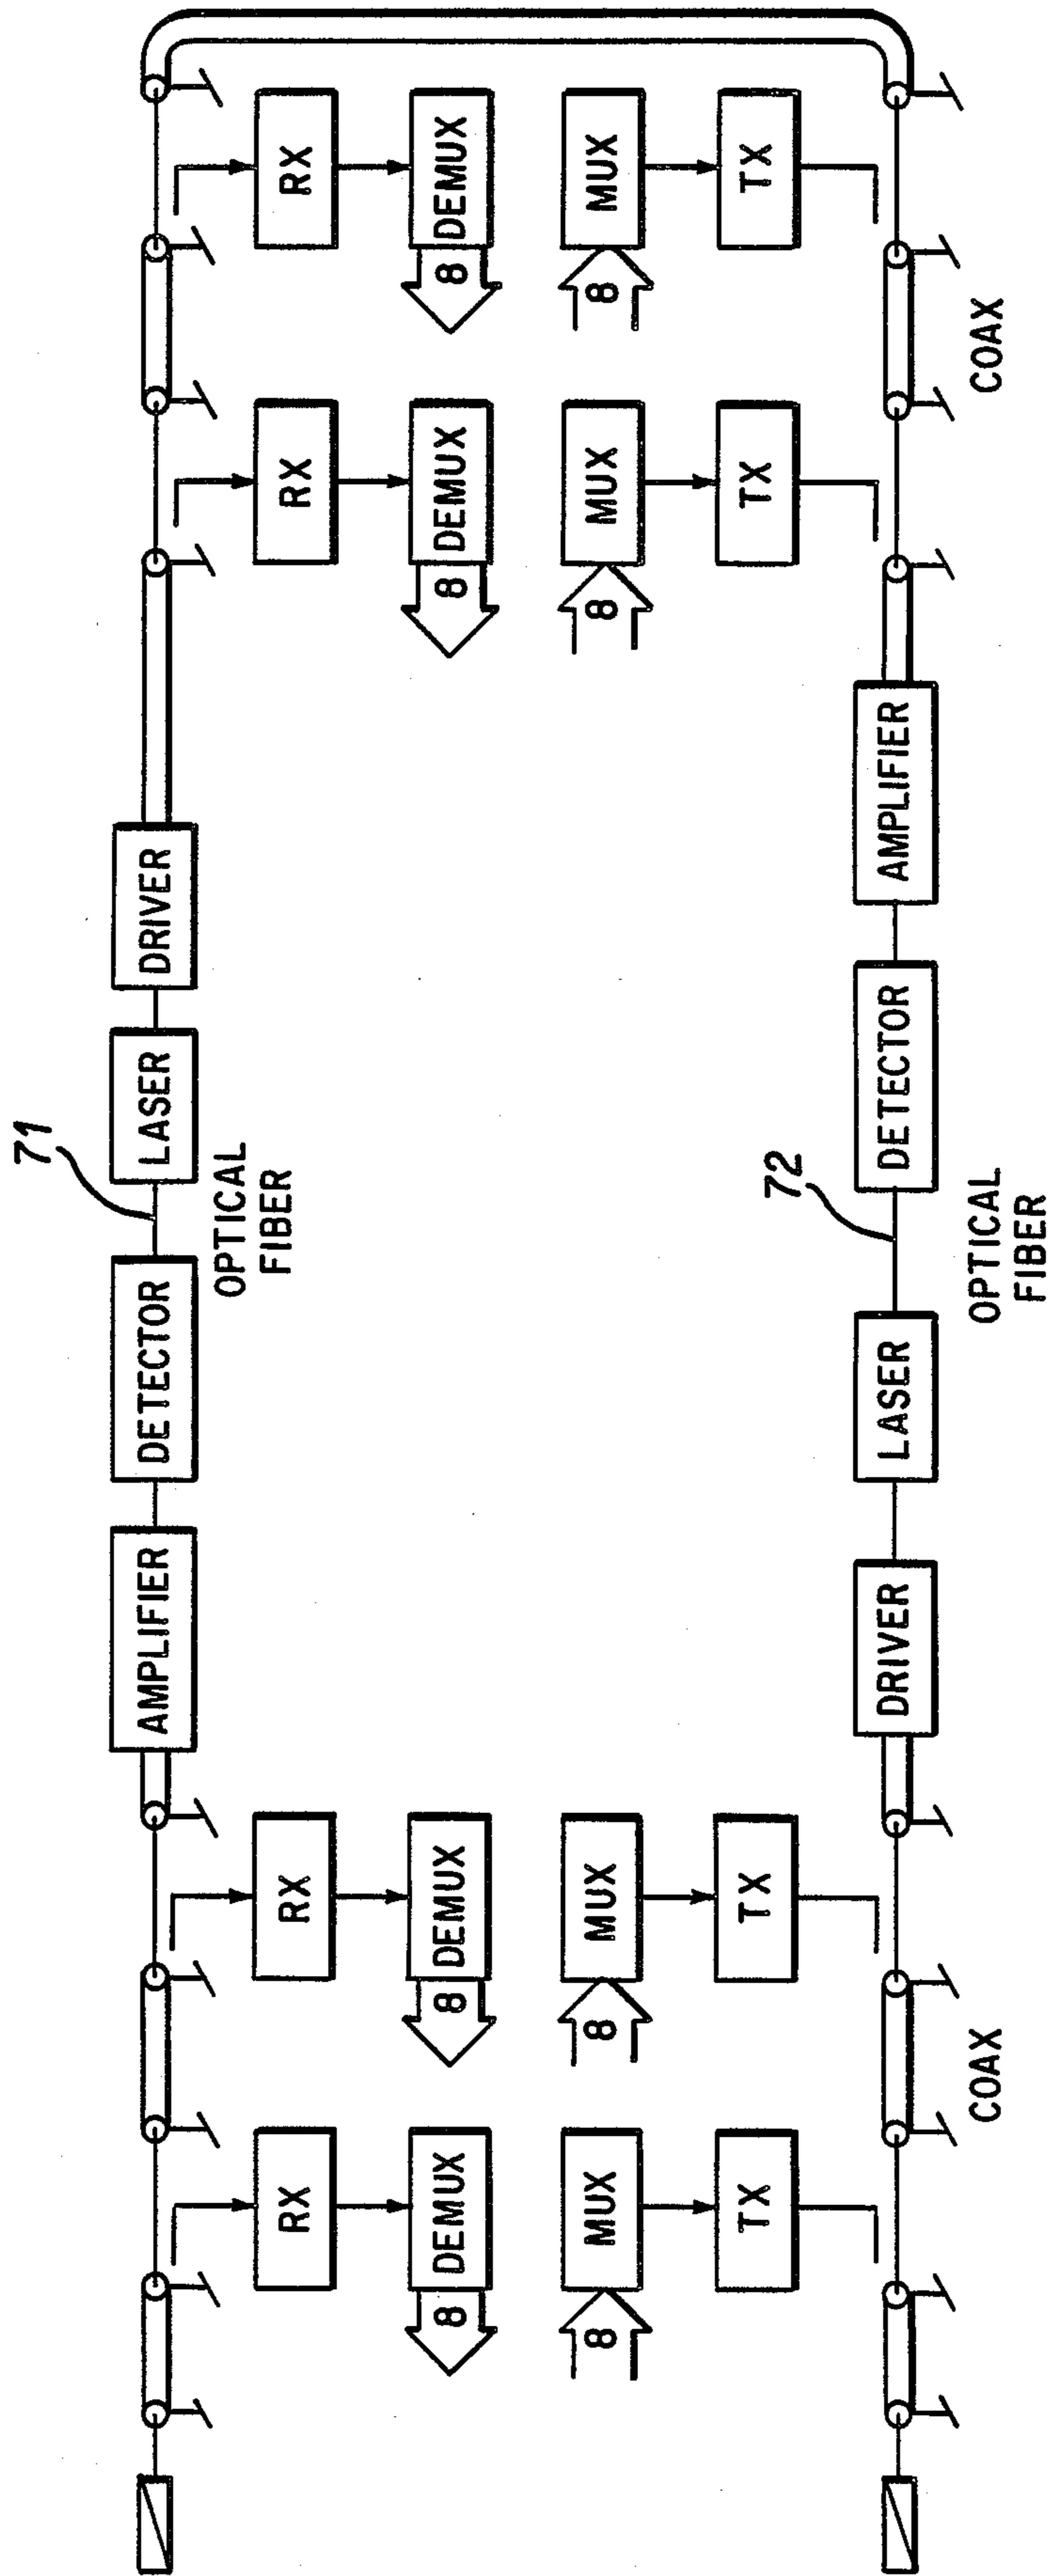 71
AMPLIFIER
DETECTOR
LASER
DRIVER
OPTICAL
FIBER
RX
RX
RX
RX
8
DEMUX
8
DEMUX
8
DEMUX
8
DEMUX
8
MUX
8
MUX
8
MUX
8
MUX
TX
TX
TX
TX
72
DRIVER
LASER
DETECTOR
AMPLIFIER
COAX
OPTICAL
FIBER
COAX